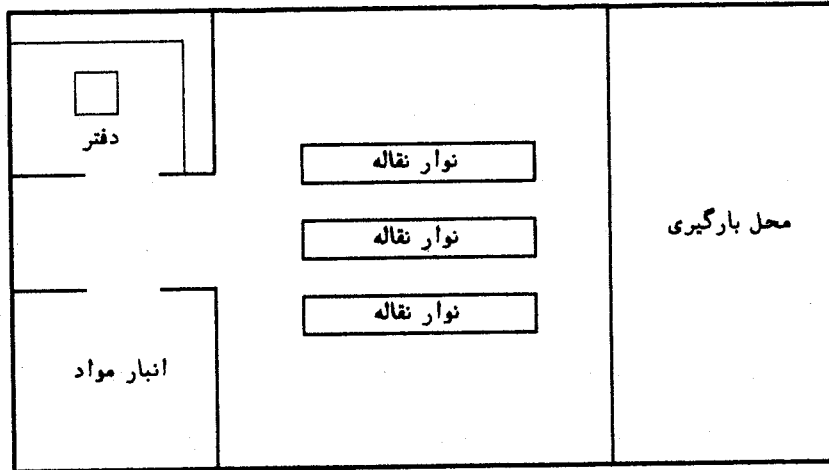 دفتر
نوار نقاله
نوار نقاله
محل بارگیری
نوار نقاله
انبار مواد